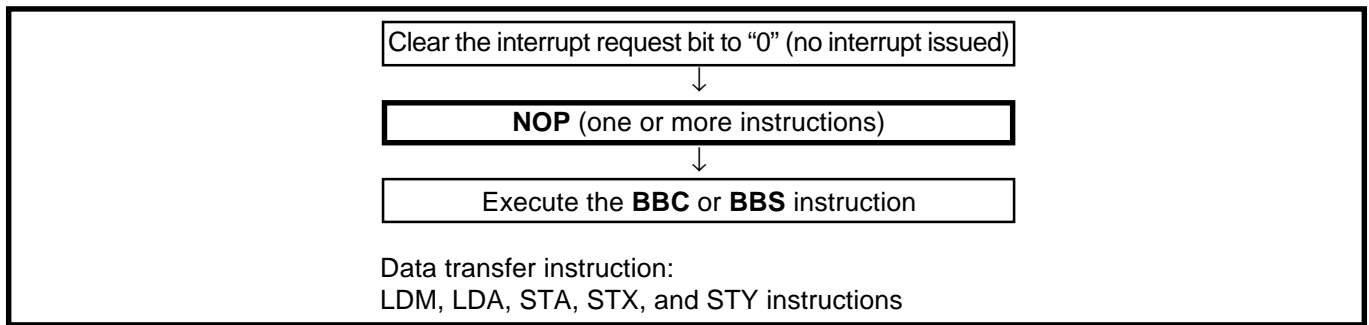 Clear the interrupt request bit to “0” (no interrupt issued)
↓
NOP (one or more instructions)
↓
Execute the BBC or BBS instruction
Data transfer instruction:
LDM, LDA, STA, STX, and STY instructions